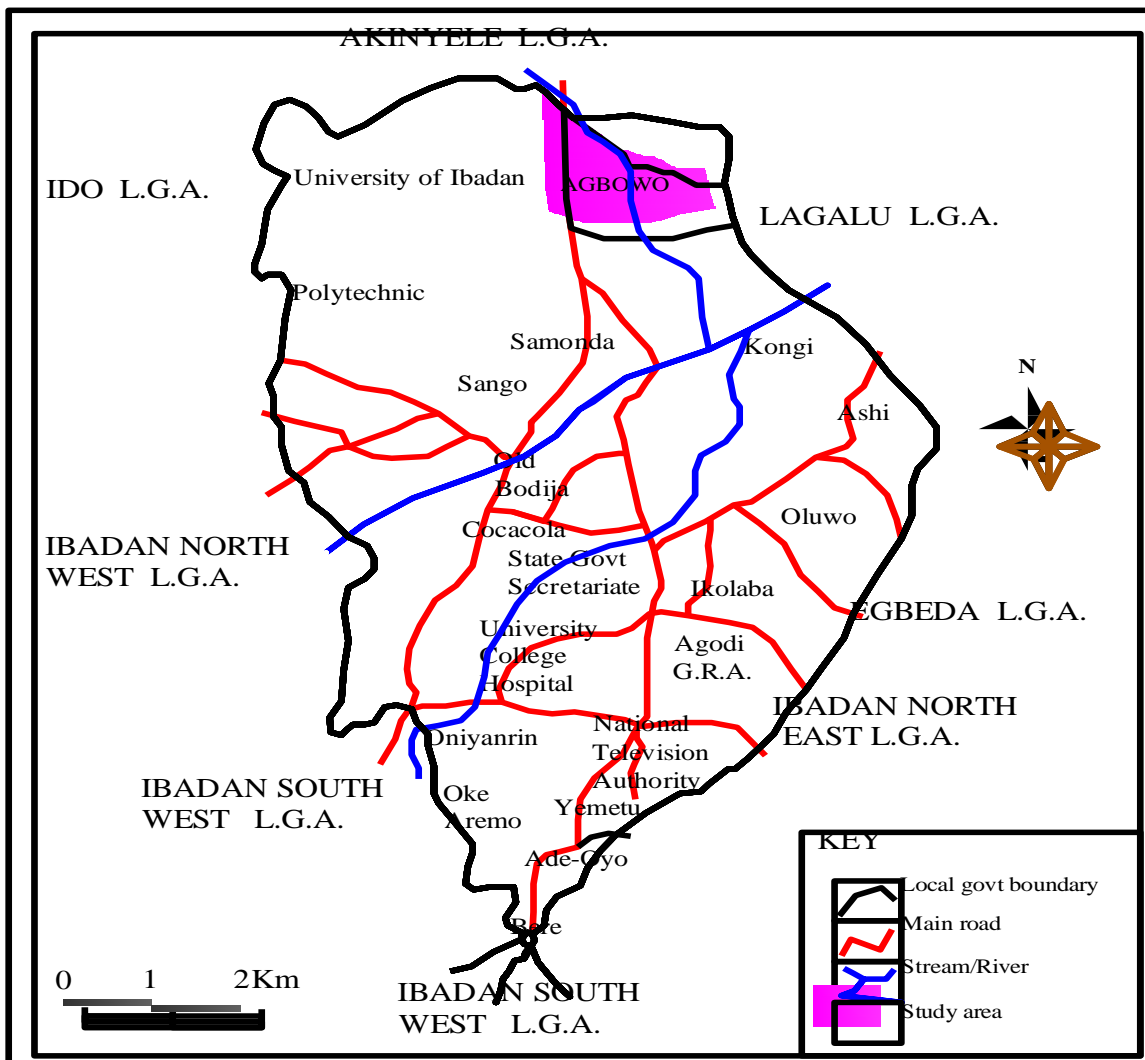 AKINYELE L.G.A.
IDO L.G.A.
University of Ibadan
AGBOWO
LAGALU L.G.A.
Polytechnic
Samonda
Kongi
Sango
N
Ashi
Old
Bodija
Oluwo
Cocacola
IBADAN NORTH
WEST L.G.A.
State Govt
Secretariate
Ikolaba
EGBEDA L.G.A.
University
College
Hospital
Agodi
G.R.A.
IBADAN NORTH
EAST L.G.A.
Dniyanrin
National
Television
Authority
IBADAN SOUTH
WEST L.G.A.
Oke
Aremo
Yemetu
Ade-Oyo
Bere
IBADAN SOUTH
WEST L.G.A.
0 1 2Km
KEY
Local govt boundary
Main road
Stream/River
Study area